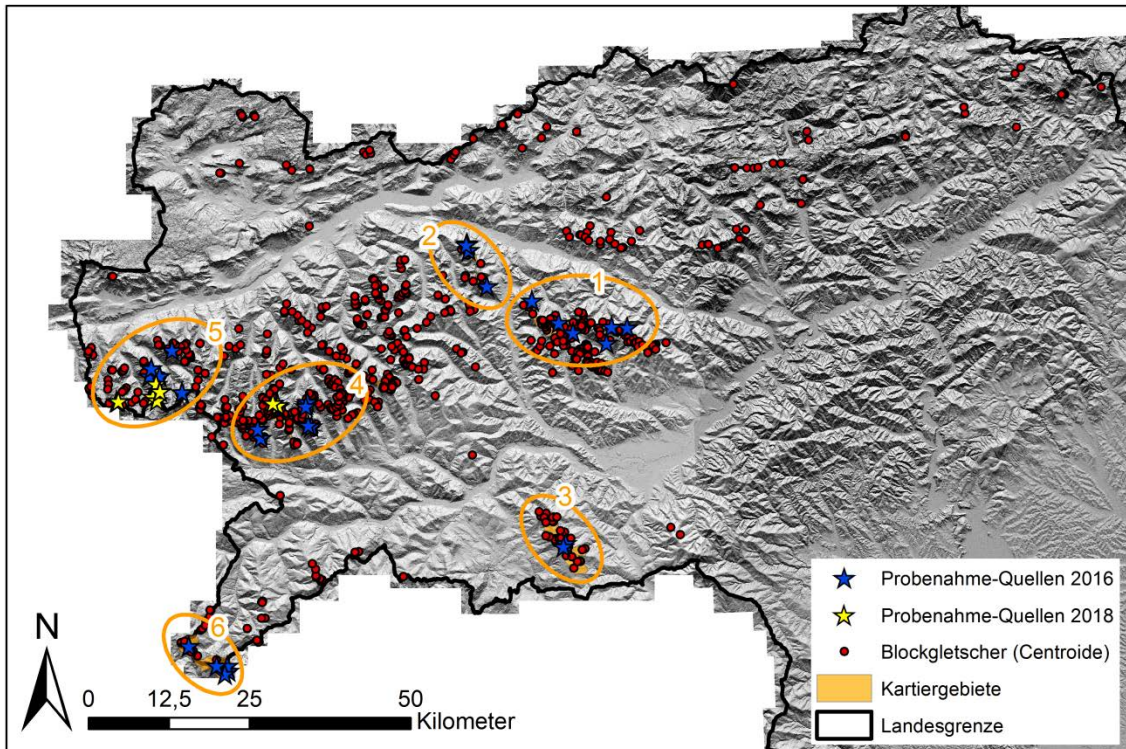 2
1
5
4
3
6
N
0 12,5 25 50
Kilometer
Probenahme-Quellen 2016
Probenahme-Quellen 2018
Blockgletscher (Centroide)
Kartiergebiete
Landesgrenze